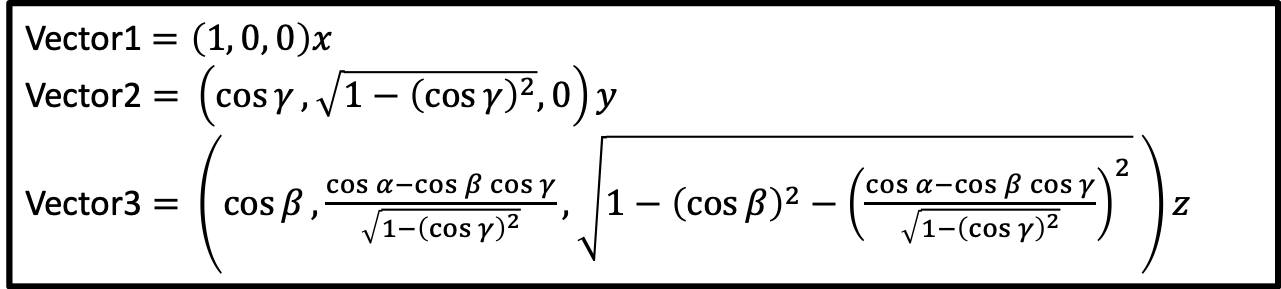 Vector1 = (1, 0, 0)x
Vector2 = (cos γ, √(1 − (cos γ)²), 0) y
Vector3 = (cos β, (cos α−cos β cos γ)/√(1−(cos γ)²), √(1 − (cos β)² − ((cos α−cos β cos γ)/√(1−(cos γ)²))²)) z